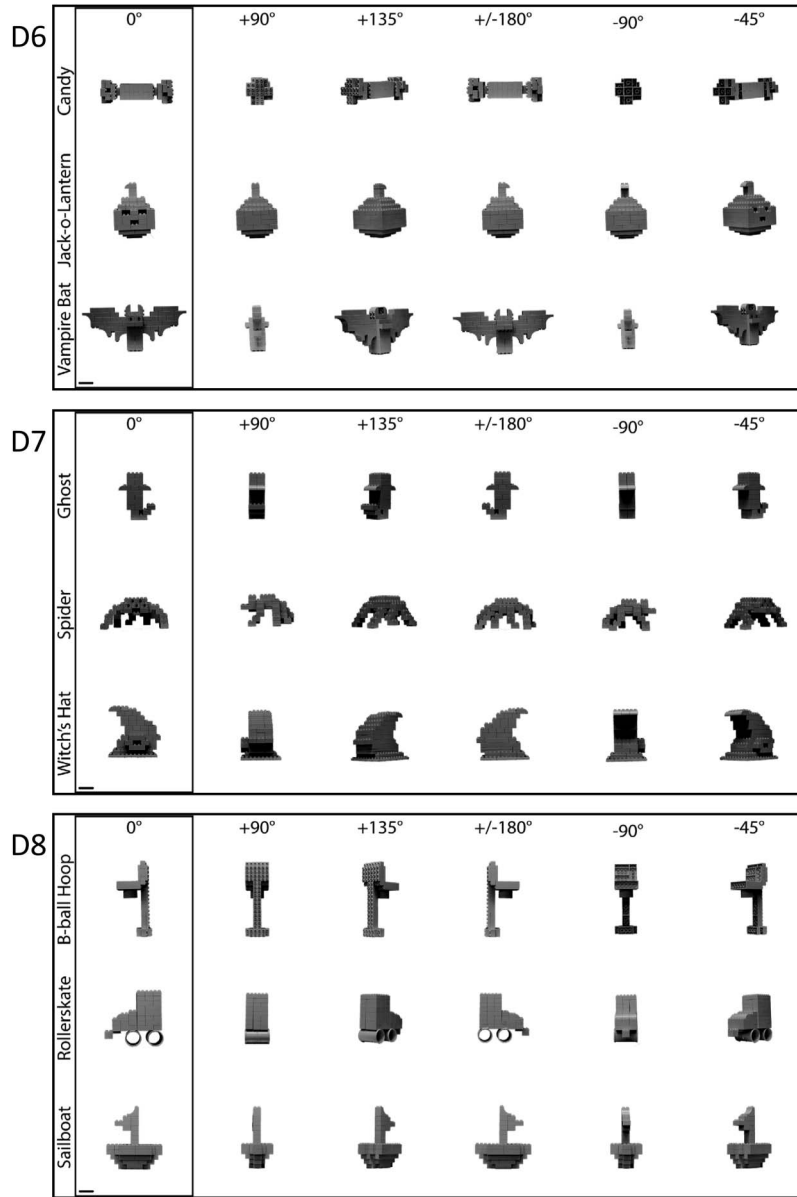 D6
0° +90° +135° +/-180° -90° -45°
Candy
Jack-o-Lantern
Vampire Bat
D7
0° +90° +135° +/-180° -90° -45°
Ghost
Spider
Witch's Hat
D8
0° +90° +135° +/-180° -90° -45°
B-ball Hoop
Rollerskate
Sailboat